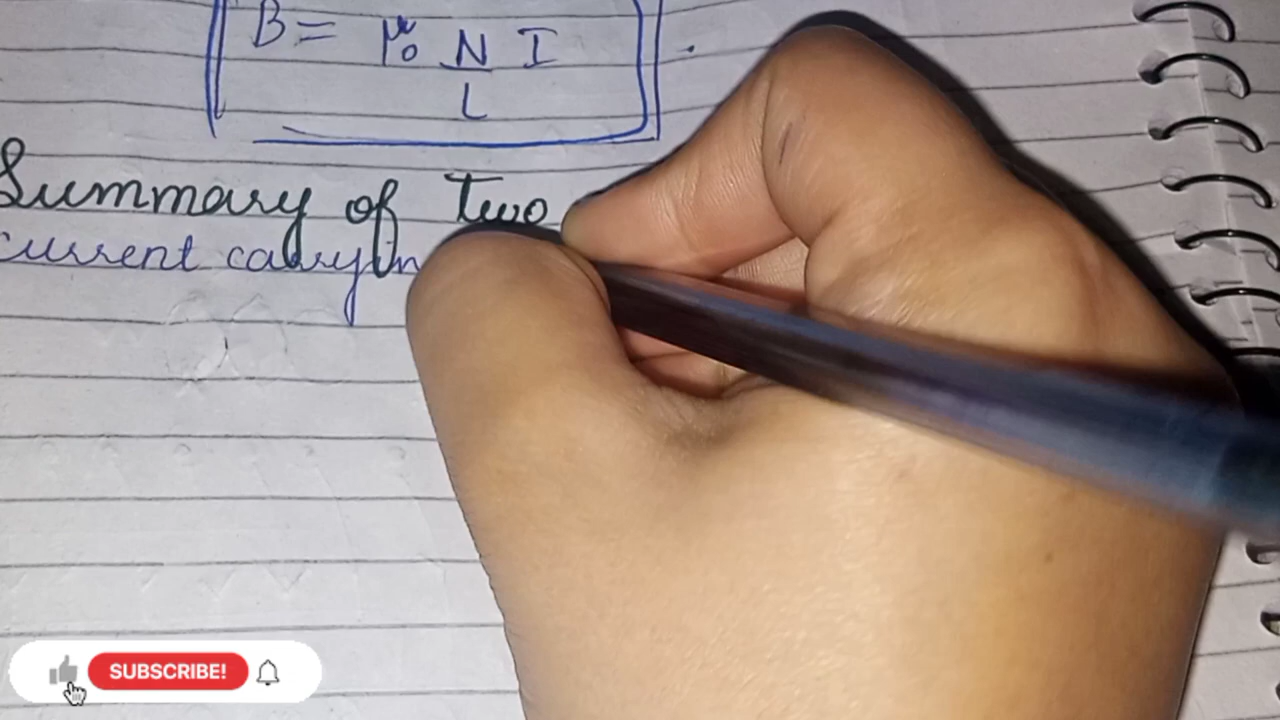 B = μ₀ N I
L
Summary of Two
current carryin
SUBSCRIBE!